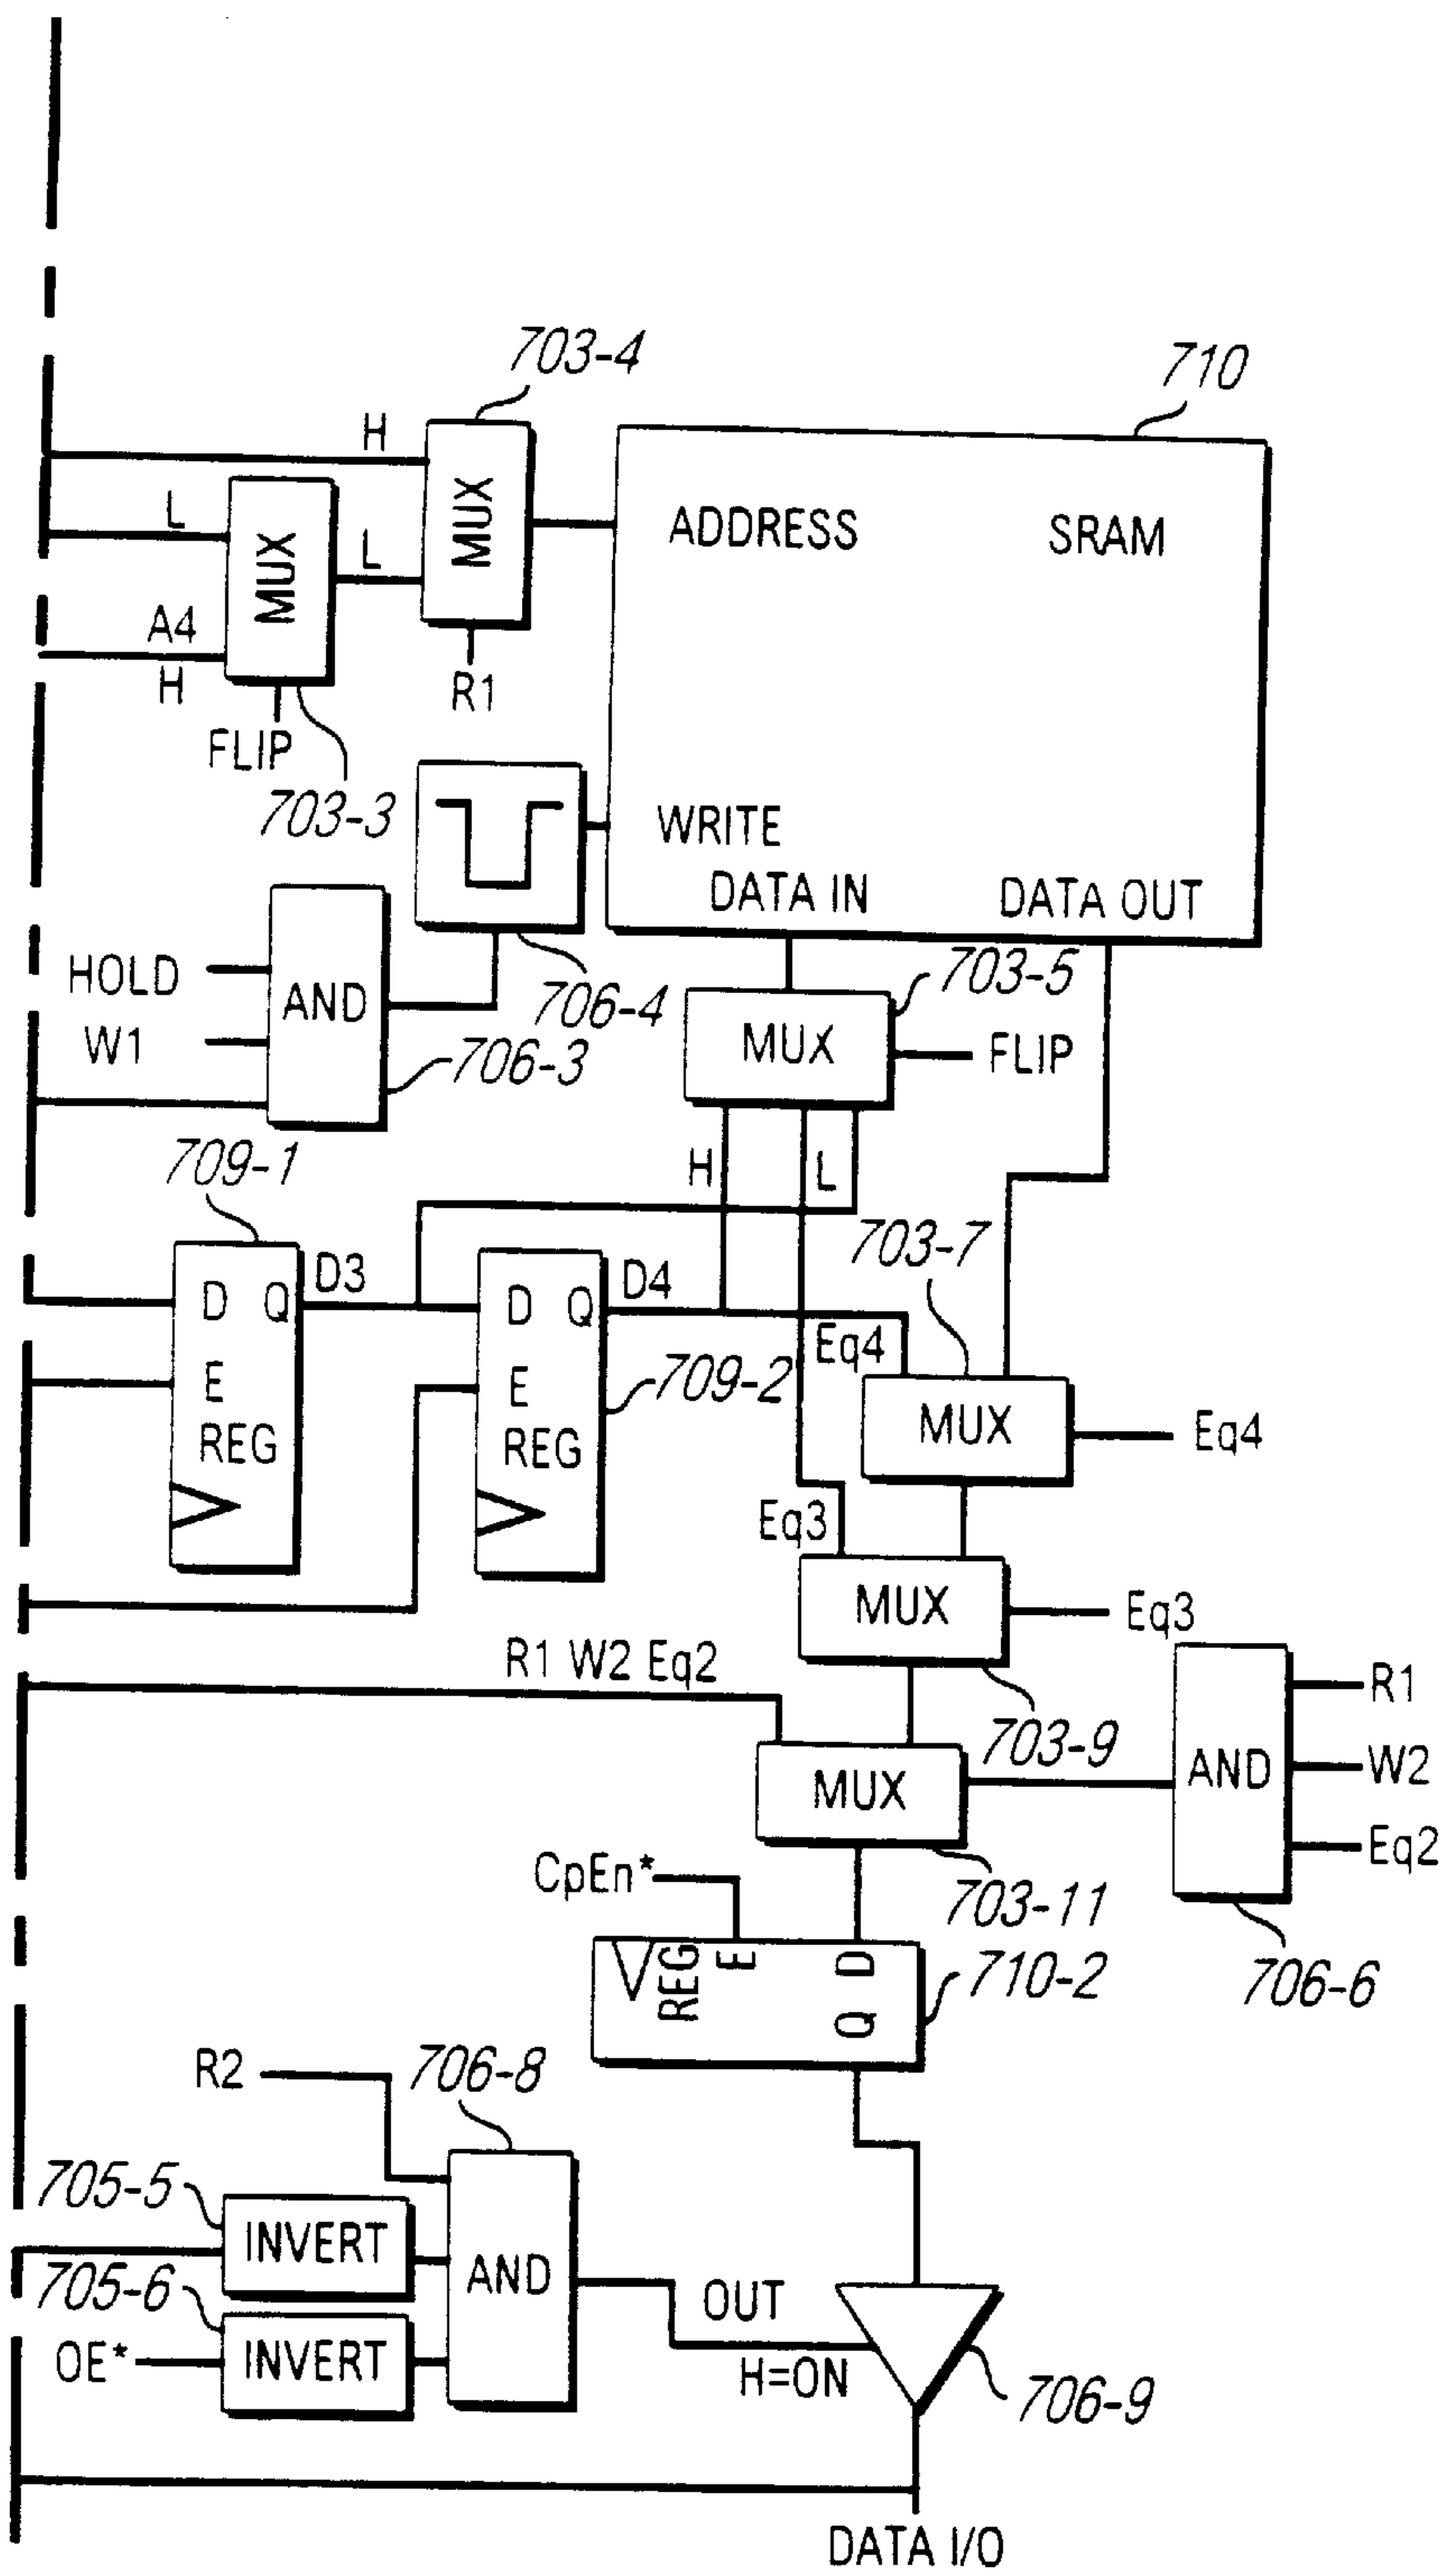 703-4
710
H
MUX
ADDRESS
SRAM
L
MUX
L
A4
H
R1
FLIP
703-3
WRITE
DATA IN
DATA OUT
HOLD
AND
706-4
703-5
W1
706-3
MUX
FLIP
709-1
H
L
703-7
D Q
D3
D Q
D4
Eq4
E
E
709-2
REG
REG
MUX
Eq4
Eq3
MUX
Eq3
R1 W2 Eq2
R1
703-9
AND
W2
MUX
Eq2
CpEn*
703-11
REG
E
D
Q
710-2
706-6
R2
706-8
705-5
INVERT
AND
705-6
OUT
OE*
INVERT
H=ON
706-9
DATA I/O